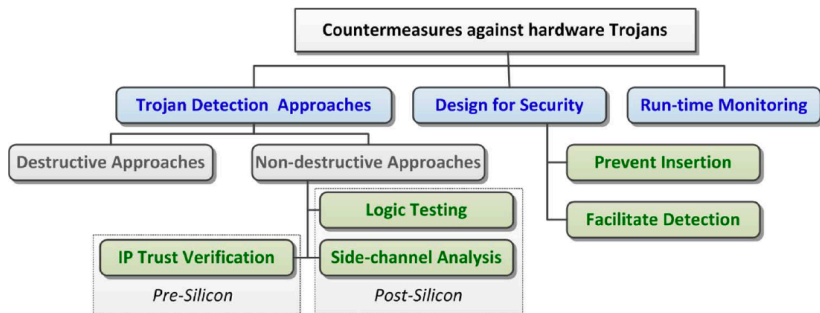 Countermeasures against hardware Trojans
Trojan Detection Approaches
Design for Security
Run-time Monitoring
Destructive Approaches
Non-destructive Approaches
Prevent Insertion
Logic Testing
Facilitate Detection
IP Trust Verification
Side-channel Analysis
Pre-Silicon
Post-Silicon